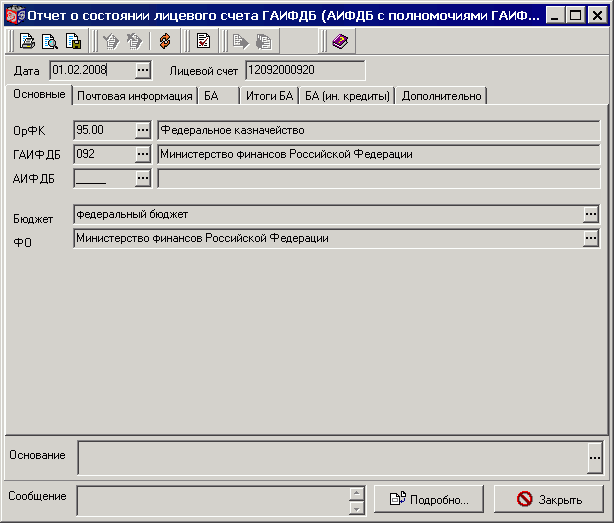 Отчет о состоянии лицевого счета ГАИФДБ (АИФДБ с полномочиями ГАИФ...
Дата 01.02.2008 ... Лицевой счет 12092000920
Основные Почтовая информация БА Итоги БА БА (ин. кредиты) Дополнительно
ОрФК 95.00 ... Федеральное казначейство
ГАИФДБ 092 ... Министерство финансов Российской Федерации
АИФДБ _____ ...
Бюджет федеральный бюджет ...
ФО Министерство финансов Российской Федерации ...
Основание ...
Сообщение Подробно... Закрыть